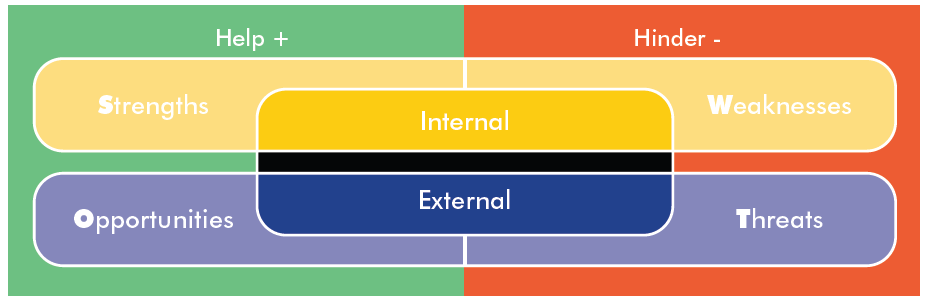 Help + Hinder -
Strengths Internal Weaknesses
Opportunities External Threats